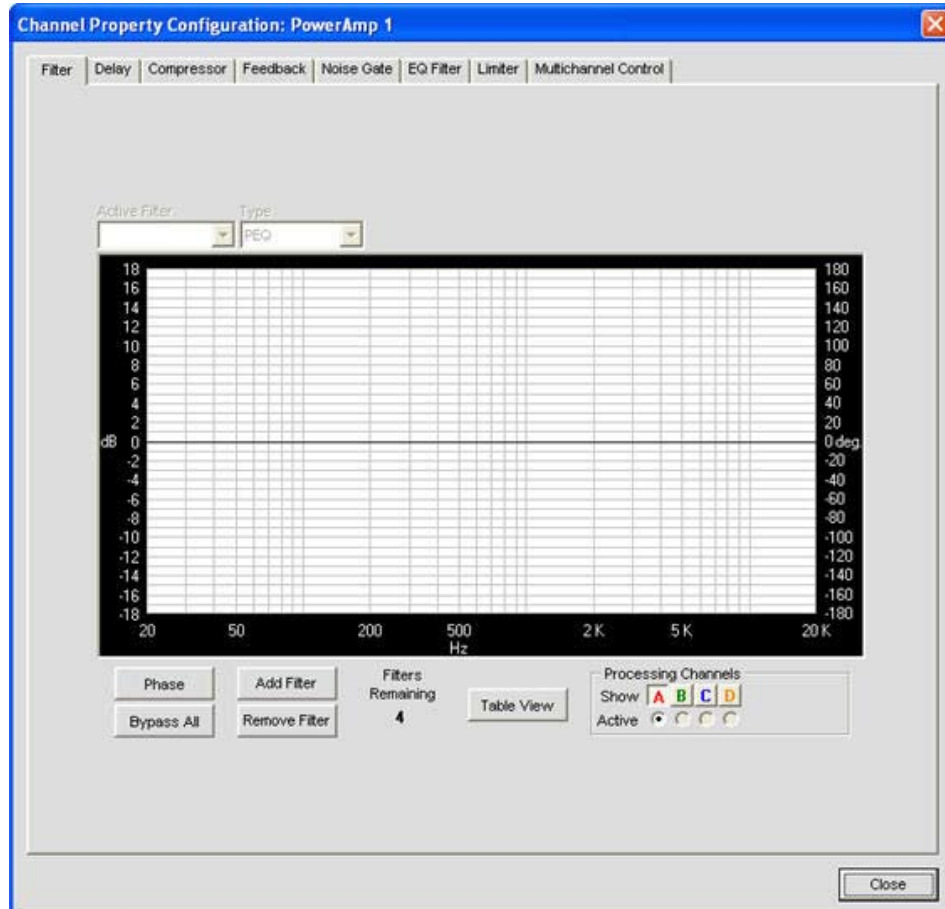 Channel Property Configuration: PowerAmp 1
Filter Delay Compressor Feedback Noise Gate EQ Filter Limiter Multichannel Control
Active Filter Type
PEQ
18 180
16 160
14 140
12 120
10 100
8 80
6 60
4 40
2 20
dB 0 0 deg.
-2 -20
-4 -40
-6 -60
-8 -80
-10 -100
-12 -120
-14 -140
-16 -160
-18 -180
20 50 200 500 2 K 5 K 20 K
Hz
Phase Add Filter Filters Remaining 4 Table View
Bypass All Remove Filter
Processing Channels
Show A B C D
Active
Close